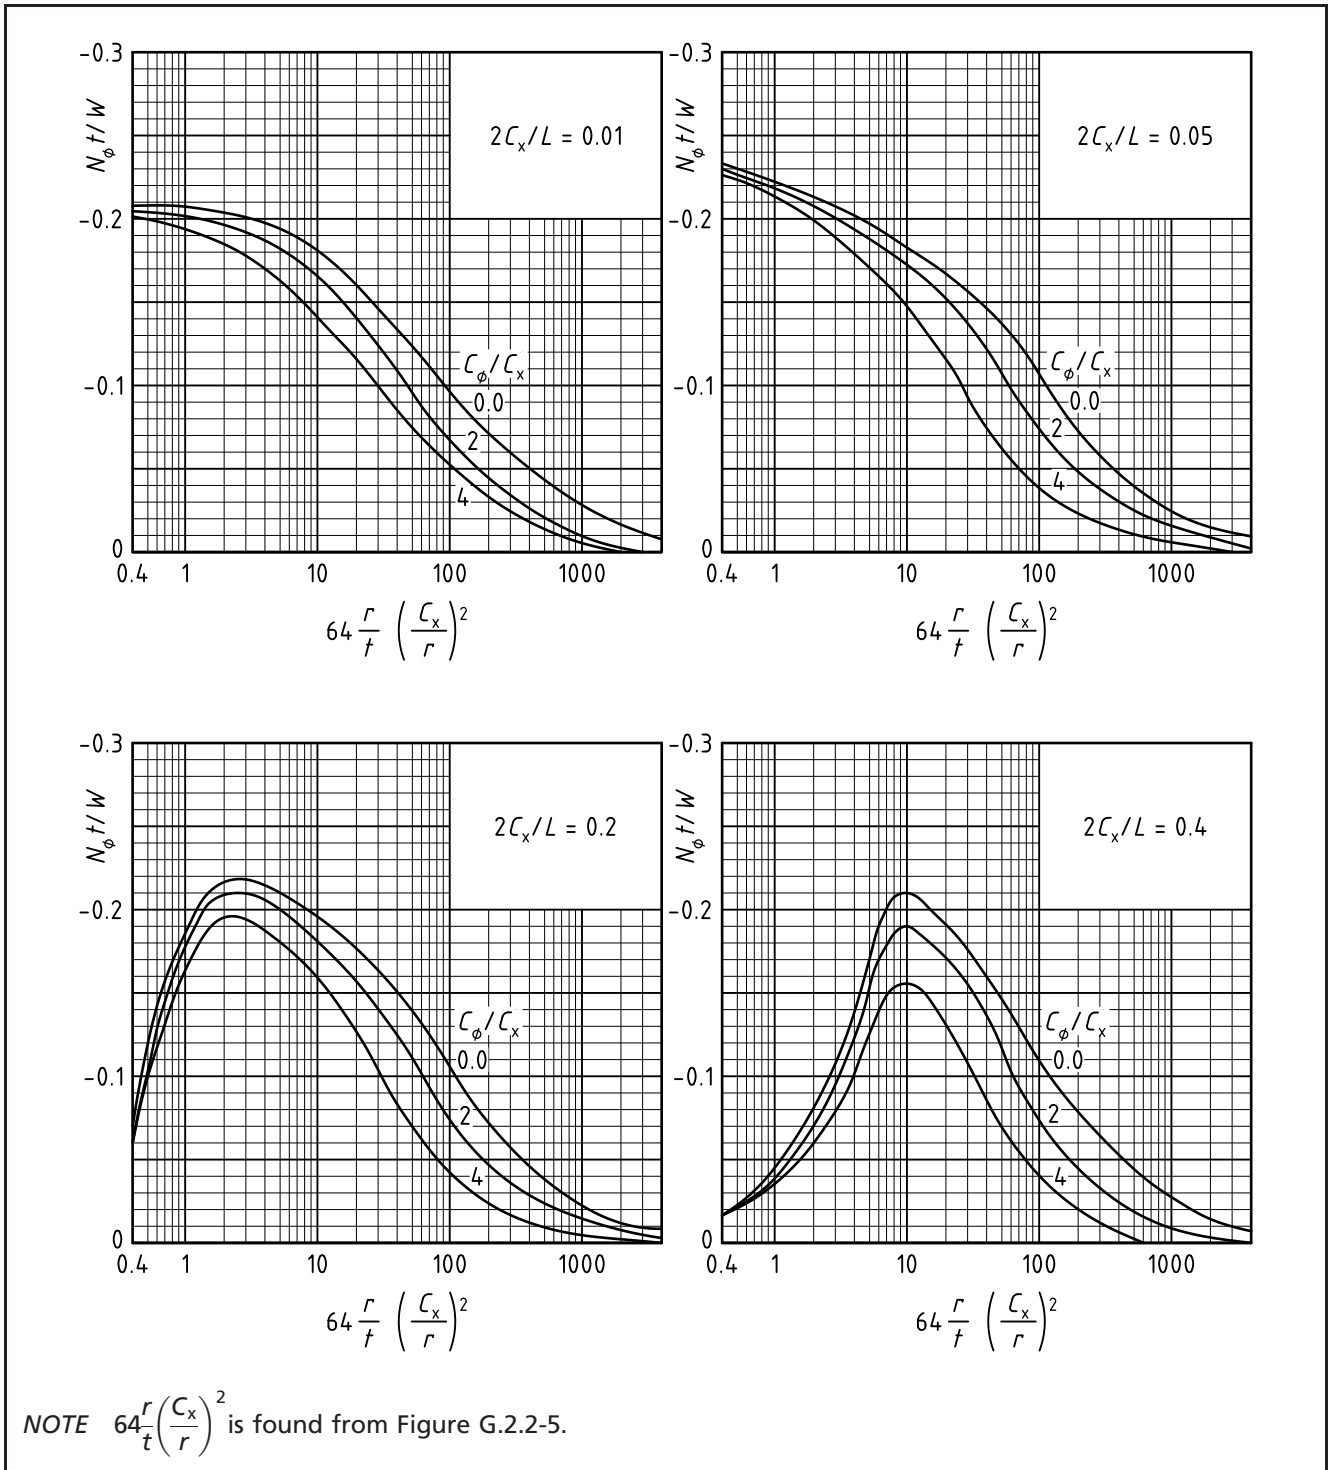 −0.3
−0.2
−0.1
0
N_ϕ t/W
2C_x/L = 0.01
C_ϕ/C_x
0.0
2
4
0.4 1 10 100 1000
64 r/t (C_x/r)²
−0.3
−0.2
−0.1
0
N_ϕ t/W
2C_x/L = 0.05
C_ϕ/C_x
0.0
2
4
0.4 1 10 100 1000
64 r/t (C_x/r)²
−0.3
−0.2
−0.1
0
N_ϕ t/W
2C_x/L = 0.2
C_ϕ/C_x
0.0
2
4
0.4 1 10 100 1000
64 r/t (C_x/r)²
−0.3
−0.2
−0.1
0
N_ϕ t/W
2C_x/L = 0.4
C_ϕ/C_x
0.0
2
4
0.4 1 10 100 1000
64 r/t (C_x/r)²
NOTE 64 r/t (C_x/r)² is found from Figure G.2.2-5.